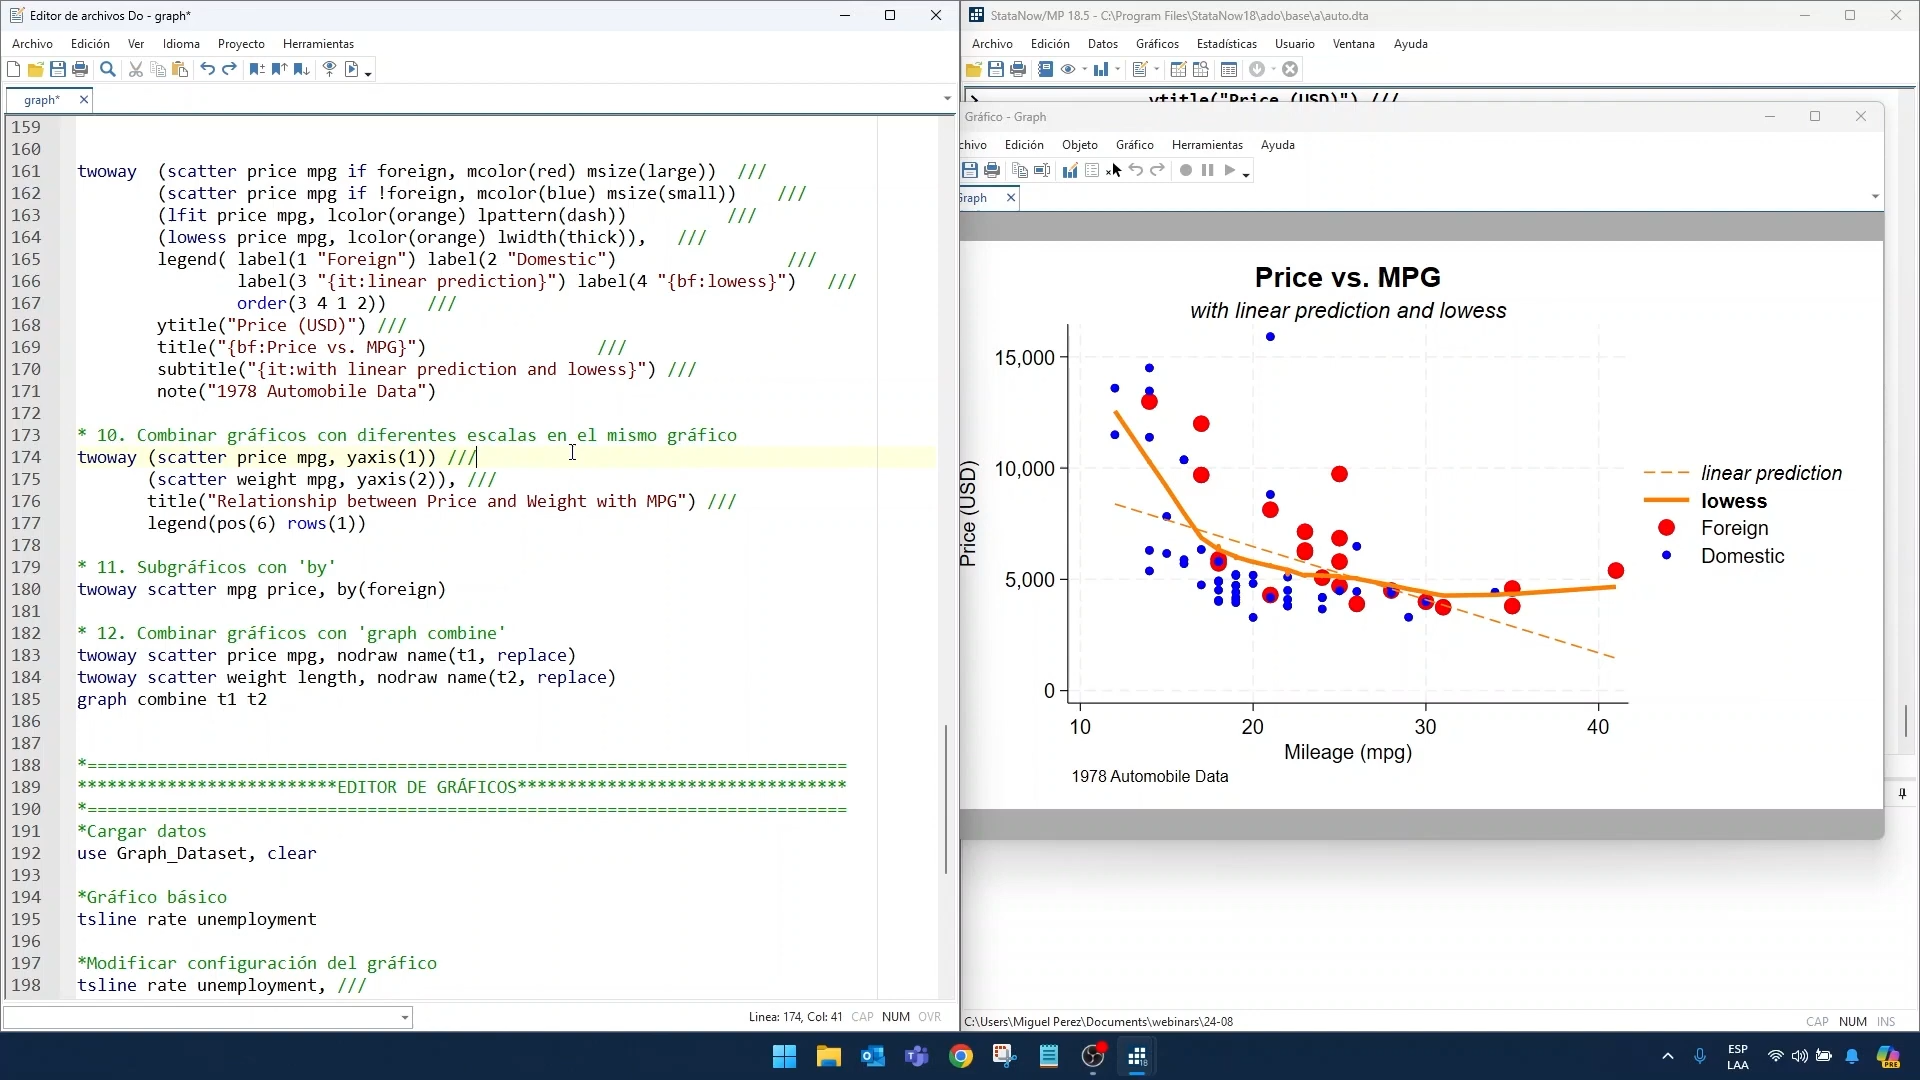 Editor de archivos Do - graph*
Archivo Edición Ver Idioma Proyecto Herramientas
graph*
159
160
161 twoway (scatter price mpg if foreign, mcolor(red) msize(large)) ///
162 (scatter price mpg if !foreign, mcolor(blue) msize(small)) ///
163 (lfit price mpg, lcolor(orange) lpattern(dash)) ///
164 (lowess price mpg, lcolor(orange) lwidth(thick)), ///
165 legend( label(1 "Foreign") label(2 "Domestic") ///
166 label(3 "{it:linear prediction}") label(4 "{bf:lowess}") ///
167 order(3 4 1 2)) ///
168 ytitle("Price (USD)") ///
169 title("{bf:Price vs. MPG}") ///
170 subtitle("{it:with linear prediction and lowess}") ///
171 note("1978 Automobile Data")
172
173 * 10. Combinar gráficos con diferentes escalas en el mismo gráfico
174 twoway (scatter price mpg, yaxis(1)) ///
175 (scatter weight mpg, yaxis(2)), ///
176 title("Relationship between Price and Weight with MPG") ///
177 legend(pos(6) rows(1))
178
179 * 11. Subgráficos con 'by'
180 twoway scatter mpg price, by(foreign)
181
182 * 12. Combinar gráficos con 'graph combine'
183 twoway scatter price mpg, nodraw name(t1, replace)
184 twoway scatter weight length, nodraw name(t2, replace)
185 graph combine t1 t2
186
187
188 *============================================================================
189 **************************EDITOR DE GRÁFICOS*********************************
190 *============================================================================
191 *Cargar datos
192 use Graph_Dataset, clear
193
194 *Gráfico básico
195 tsline rate unemployment
196
197 *Modificar configuración del gráfico
198 tsline rate unemployment, ///
Linea: 174, Col: 41 CAP NUM OVR
StataNow/MP 18.5 - C:\Program Files\StataNow18\ado\base\a\auto.dta
Archivo Edición Datos Gráficos Estadísticas Usuario Ventana Ayuda
> ytitle("Price (USD)") ///
Gráfico - Graph
chivo Edición Objeto Gráfico Herramientas Ayuda
Graph
Price vs. MPG
with linear prediction and lowess
15,000
10,000
5,000
0
Price (USD)
10 20 30 40
Mileage (mpg)
1978 Automobile Data
linear prediction
lowess
Foreign
Domestic
C:\Users\Miguel Perez\Documents\webinars\24-08
CAP NUM INS
18
ESP
LAA
PRE